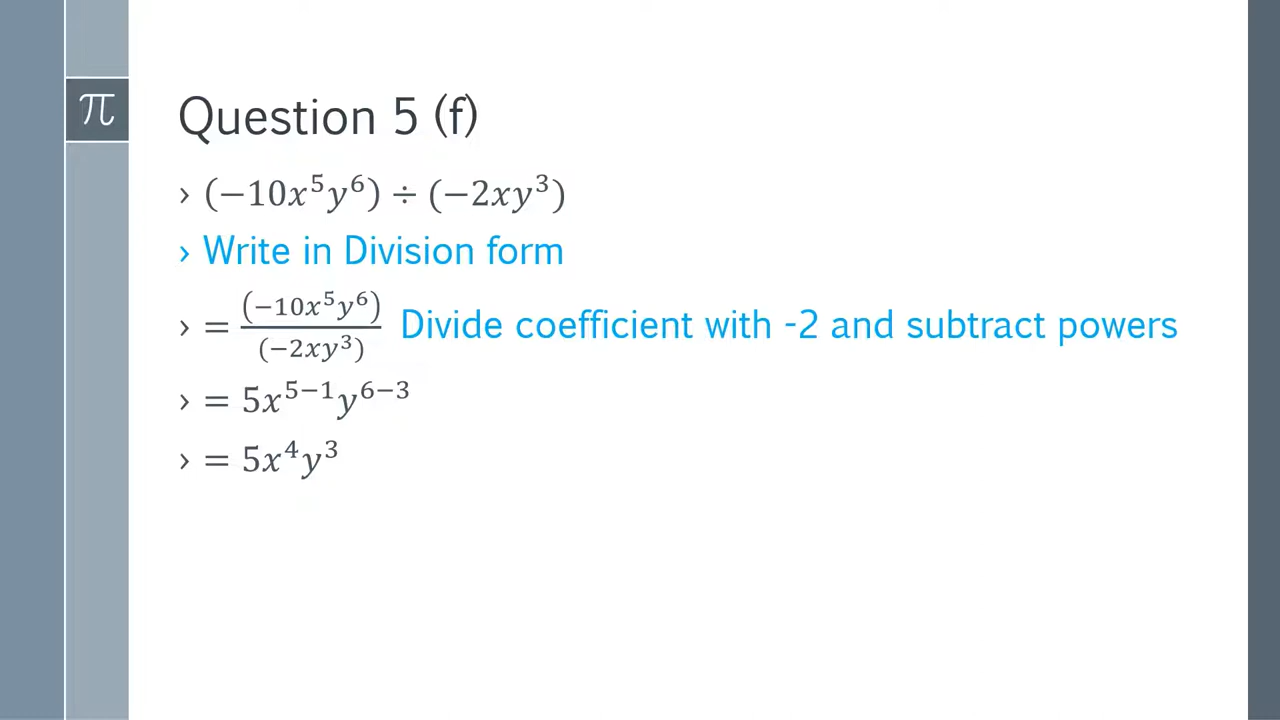 π
Question 5 (f)
› (−10x⁵y⁶) ÷ (−2xy³)
› Write in Division form
› = (−10x⁵y⁶)/(−2xy³) Divide coefficient with -2 and subtract powers
› = 5x⁵⁻¹y⁶⁻³
› = 5x⁴y³